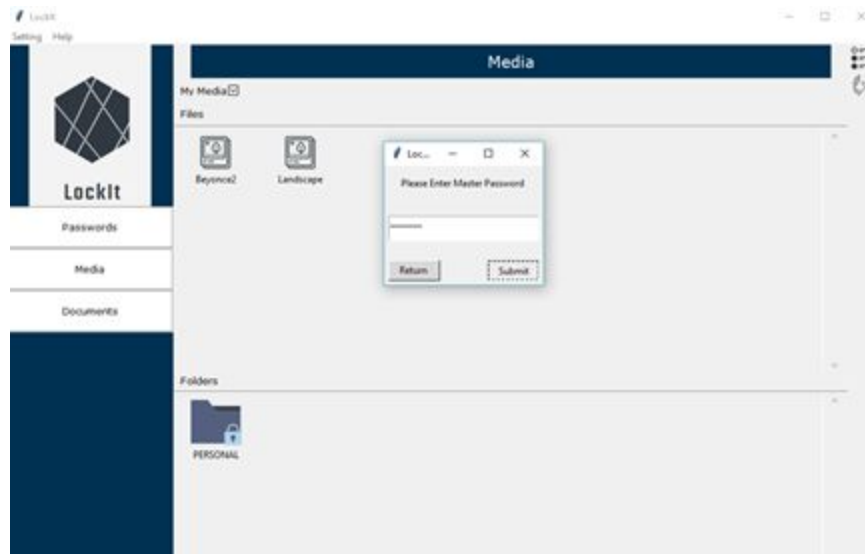 LockIt
Setting Help
Media
My Media
Files
LockIt
Beyonce2
Landscape
Loc...
Please Enter Master Password
Return
Submit
Passwords
Media
Documents
Folders
PERSONAL